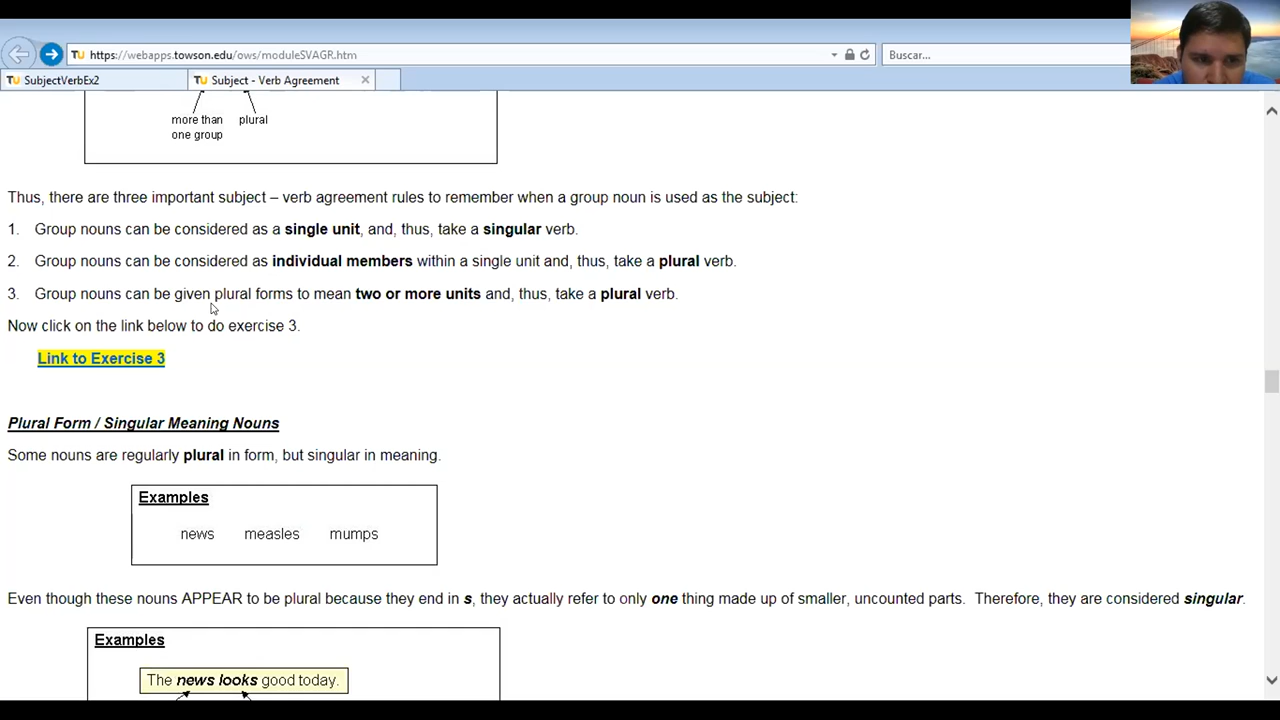 https://webapps.towson.edu/ows/moduleSVAGR.htm
Buscar...
SubjectVerbEx2
Subject - Verb Agreement
more than plural
one group
Thus, there are three important subject – verb agreement rules to remember when a group noun is used as the subject:
1. Group nouns can be considered as a single unit, and, thus, take a singular verb.
2. Group nouns can be considered as individual members within a single unit and, thus, take a plural verb.
3. Group nouns can be given plural forms to mean two or more units and, thus, take a plural verb.
Now click on the link below to do exercise 3.
Link to Exercise 3
Plural Form / Singular Meaning Nouns
Some nouns are regularly plural in form, but singular in meaning.
Examples
news measles mumps
Even though these nouns APPEAR to be plural because they end in s, they actually refer to only one thing made up of smaller, uncounted parts. Therefore, they are considered singular.
Examples
The news looks good today.